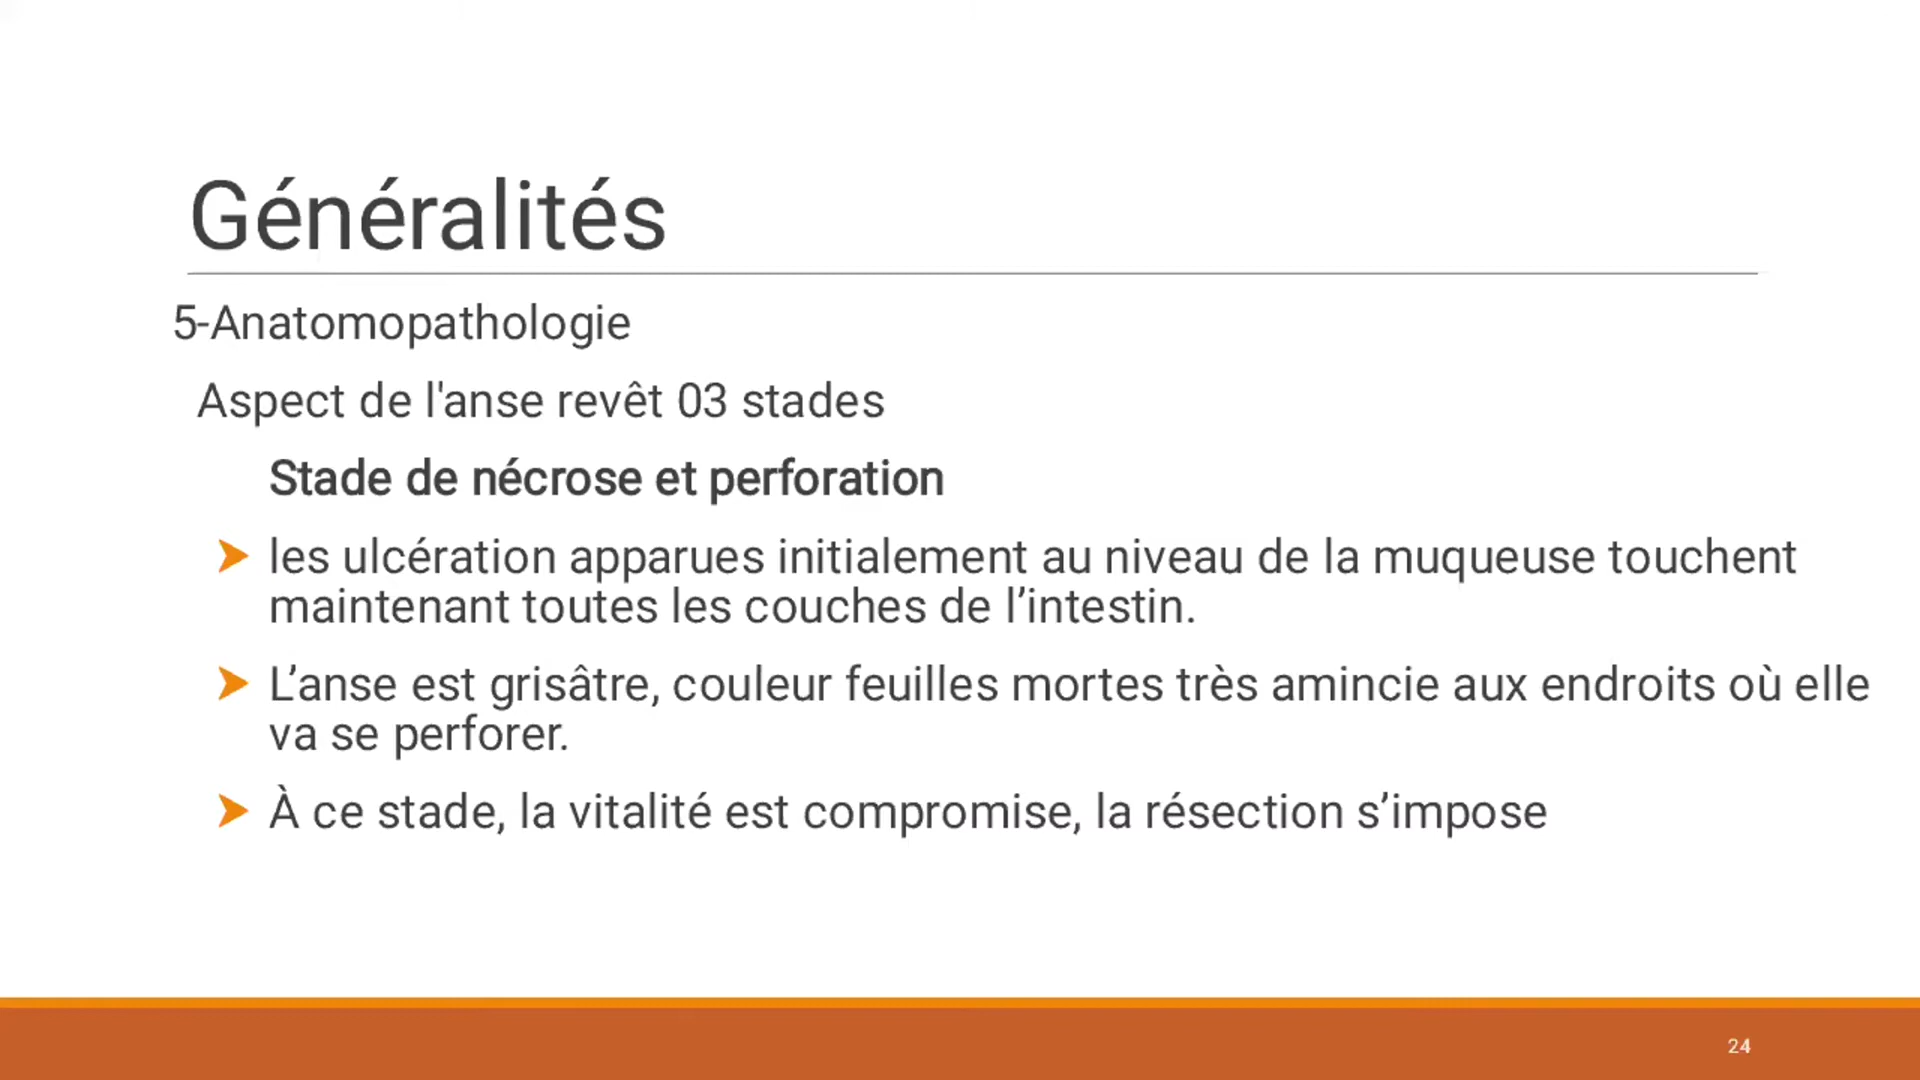 Généralités
5-Anatomopathologie
Aspect de l'anse revêt 03 stades
Stade de nécrose et perforation
➤ les ulcération apparues initialement au niveau de la muqueuse touchent
maintenant toutes les couches de l’intestin.
➤ L’anse est grisâtre, couleur feuilles mortes très amincie aux endroits où elle
va se perforer.
➤ À ce stade, la vitalité est compromise, la résection s’impose
24